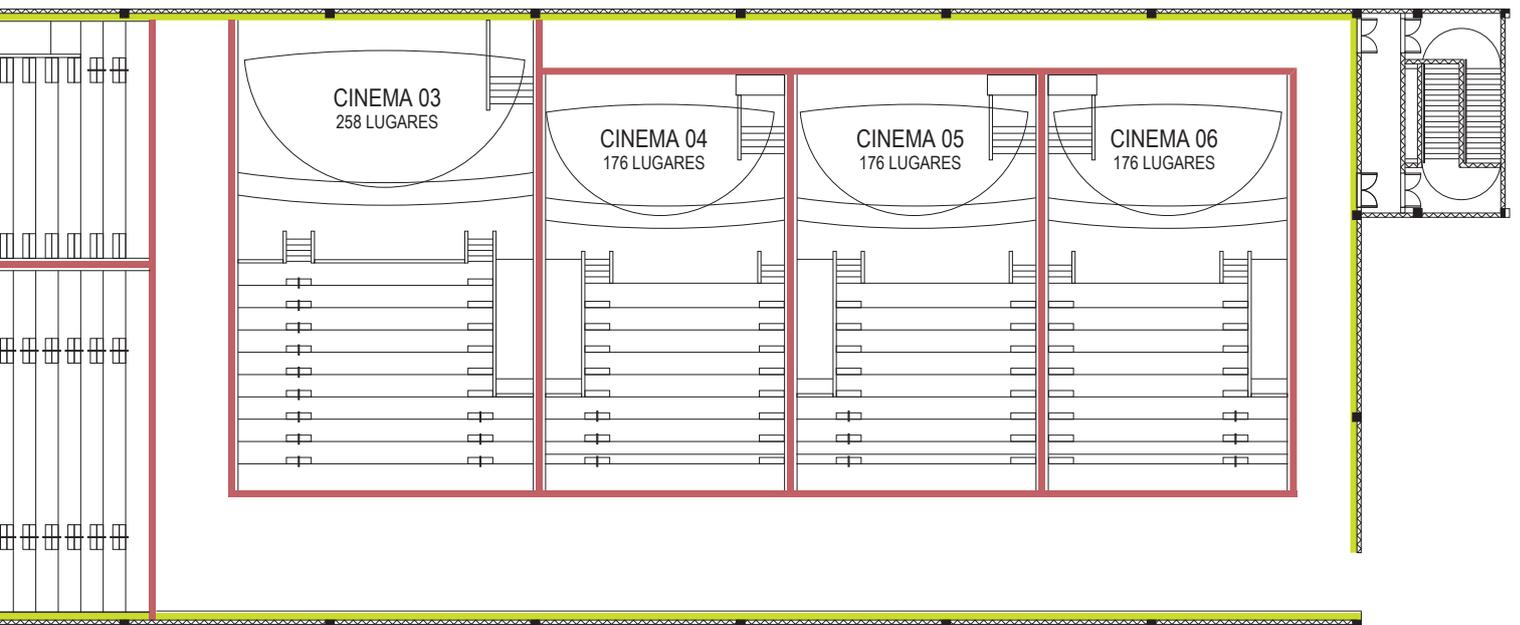 CINEMA 03
258 LUGARES
CINEMA 04
176 LUGARES
CINEMA 05
176 LUGARES
CINEMA 06
176 LUGARES